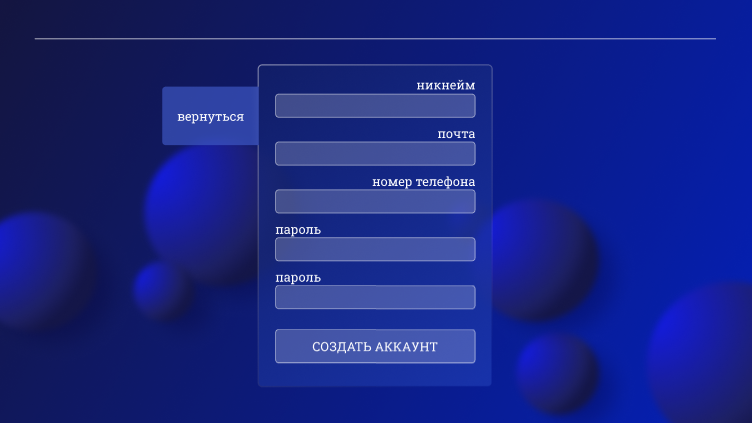 никнейм
вернуться
почта
номер телефона
пароль
пароль
СОЗДАТЬ АККАУНТ